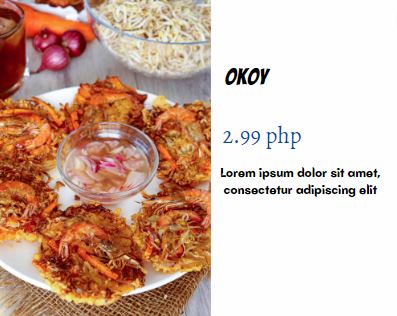 OKOY
2.99 php
Lorem ipsum dolor sit amet,
consectetur adipiscing elit